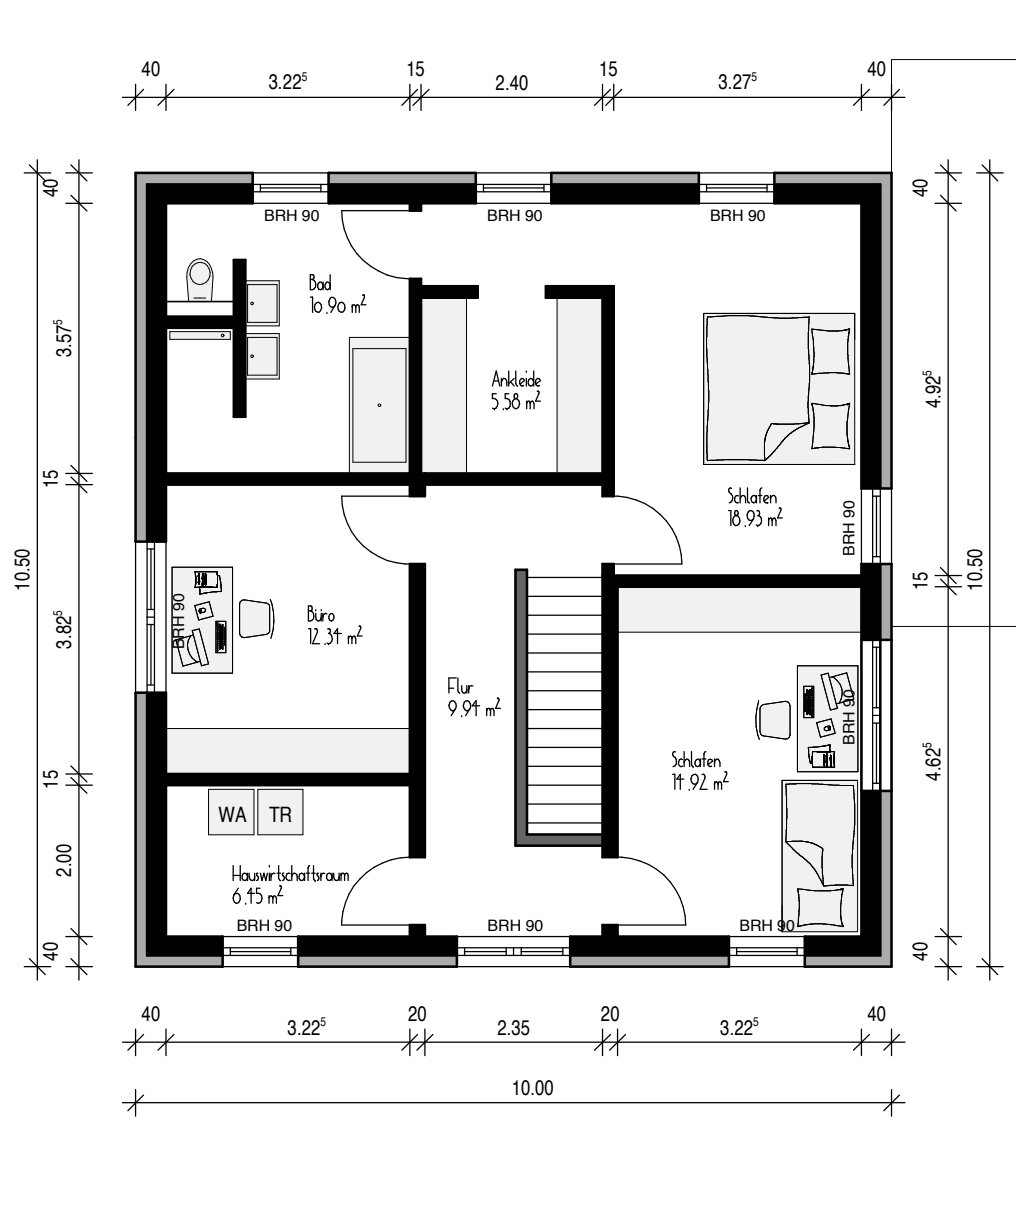 40
3.22⁵
15
2.40
15
3.27⁵
40
40
40
BRH 90
BRH 90
BRH 90
Bad
10.90 m²
3.57⁵
Ankleide
5.58 m²
4.92⁵
15
Schlafen
18.93 m²
BRH 90
10.50
10.50
15
BRH 90
Büro
12.34 m²
3.82⁵
Flur
9.94 m²
BRH 90
Schlafen
14.92 m²
4.62⁵
15
WA
TR
2.00
Hauswirtschaftsraum
6.45 m²
BRH 90
BRH 90
BRH 90
40
40
40
3.22⁵
20
2.35
20
3.22⁵
40
10.00